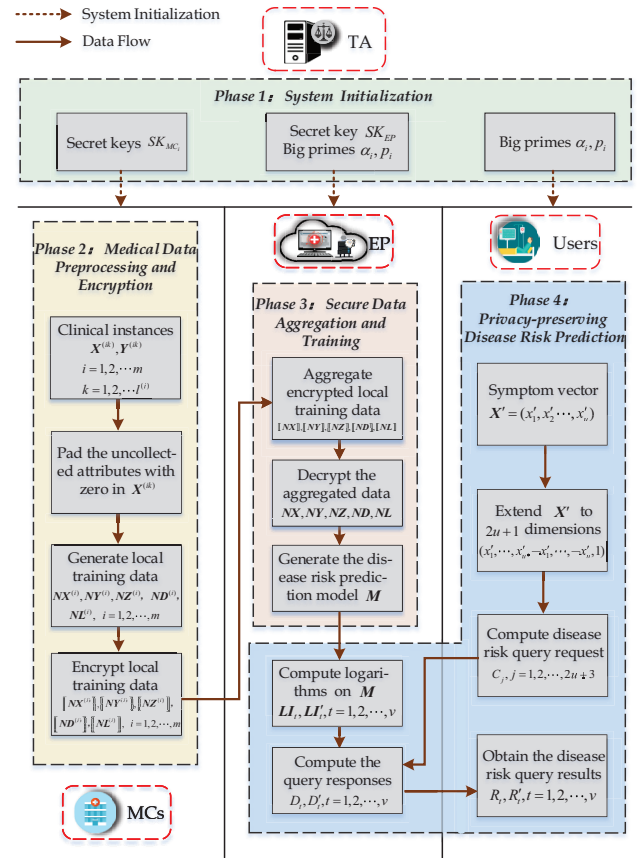 System Initialization
Data Flow
TA
Phase 1：System Initialization
Secret keys SK_{MC_i}
Secret key SK_{EP}
Big primes α_i, p_i
Big primes α_i, p_i
Phase 2：Medical Data
Preprocessing and
Encryption
Clinical instances
X^{(ik)}, Y^{(ik)}
i = 1,2,⋯m
k = 1,2,⋯l^{(i)}
Pad the uncollect-
ed attributes with
zero in X^{(ik)}
Generate local
training data
NX^{(i)}, NY^{(i)}, NZ^{(i)}, ND^{(i)},
NL^{(i)}, i = 1,2,⋯,m
Encrypt local
training data
[[NX^{(i)}]],[[NY^{(i)}]],[[NZ^{(i)}]],
[[ND^{(i)}]],[[NL^{(i)}]], i = 1,2,⋯,m
MCs
EP
Phase 3：Secure Data
Aggregation and
Training
Aggregate
encrypted local
training data
[[NX]],[[NY]],[[NZ]],[[ND]],[[NL]]
Decrypt the
aggregated data
NX, NY, NZ, ND, NL
Generate the dis-
ease risk predic-
tion model M
Compute logari-
thms on M
LI_t, LI'_t, t = 1,2,⋯,v
Compute the
query responses
D_t, D'_t, t = 1,2,⋯,v
Users
Phase 4：
Privacy-preserving
Disease Risk Prediction
Symptom vector
X' = (x'_1, x'_2 ⋯, x'_u)
Extend X' to
2u+1 dimensions
(x'_1,⋯,x'_u,−x'_1,⋯,−x'_u,1)
Compute disease
risk query request
C_j, j = 1,2,⋯,2u+3
Obtain the disease
risk query results
R_t, R'_t, t = 1,2,⋯,v